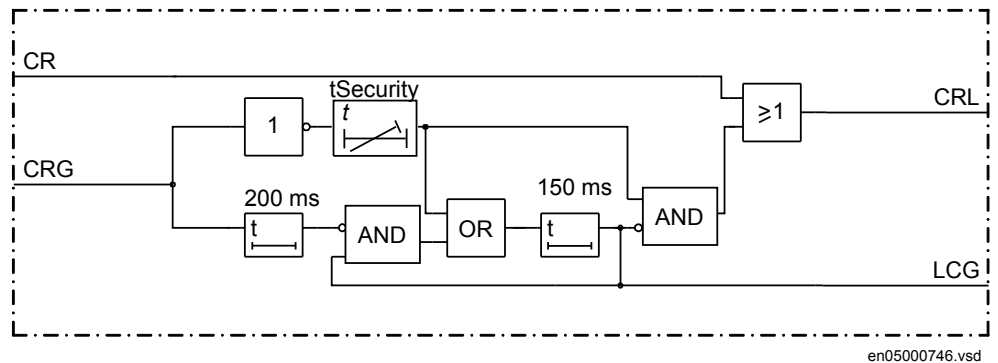 CR
tSecurity
t
1
≥1
CRL
CRG
200 ms
150 ms
t
AND
OR
t
AND
LCG
en05000746.vsd